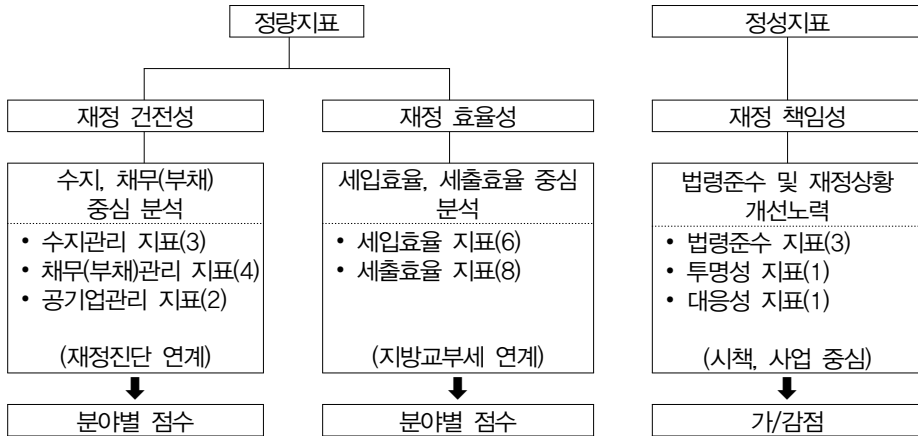 정량지표
정성지표
재정 건전성
재정 효율성
재정 책임성
수지, 채무(부채)
중심 분석
• 수지관리 지표(3)
• 채무(부채)관리 지표(4)
• 공기업관리 지표(2)
(재정진단 연계)
세입효율, 세출효율 중심
분석
• 세입효율 지표(6)
• 세출효율 지표(8)
(지방교부세 연계)
법령준수 및 재정상황
개선노력
• 법령준수 지표(3)
• 투명성 지표(1)
• 대응성 지표(1)
(시책, 사업 중심)
분야별 점수
분야별 점수
가/감점